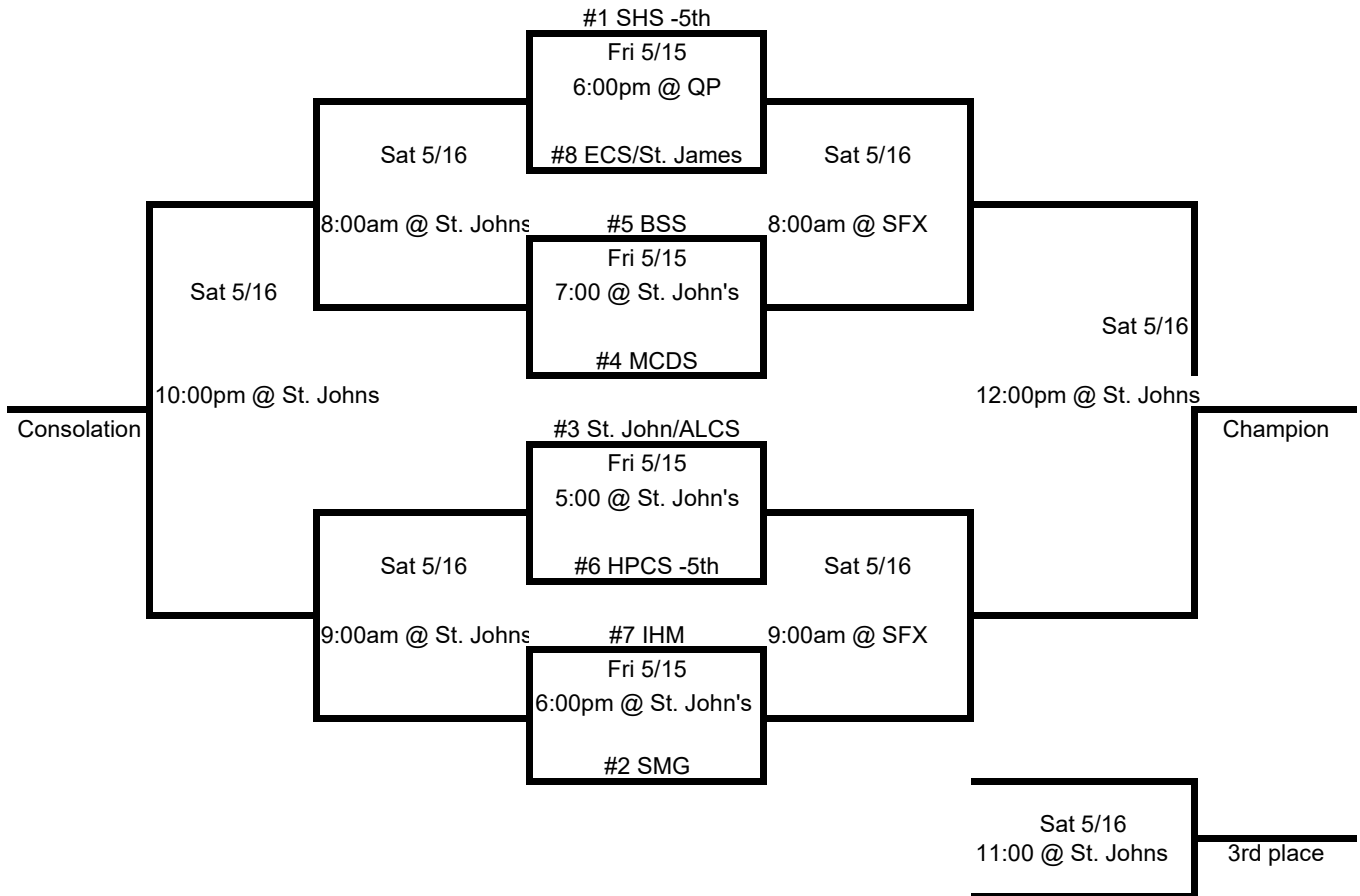 #1 SHS -5th
Fri 5/15
6:00pm @ QP
Sat 5/16
#8 ECS/St. James
Sat 5/16
8:00am @ St. Johns
#5 BSS
8:00am @ SFX
Fri 5/15
Sat 5/16
7:00 @ St. John's
Sat 5/16
#4 MCDS
10:00pm @ St. Johns
12:00pm @ St. Johns
Consolation
#3 St. John/ALCS
Champion
Fri 5/15
5:00 @ St. John's
Sat 5/16
#6 HPCS -5th
Sat 5/16
9:00am @ St. Johns
#7 IHM
9:00am @ SFX
Fri 5/15
6:00pm @ St. John's
#2 SMG
Sat 5/16
11:00 @ St. Johns
3rd place